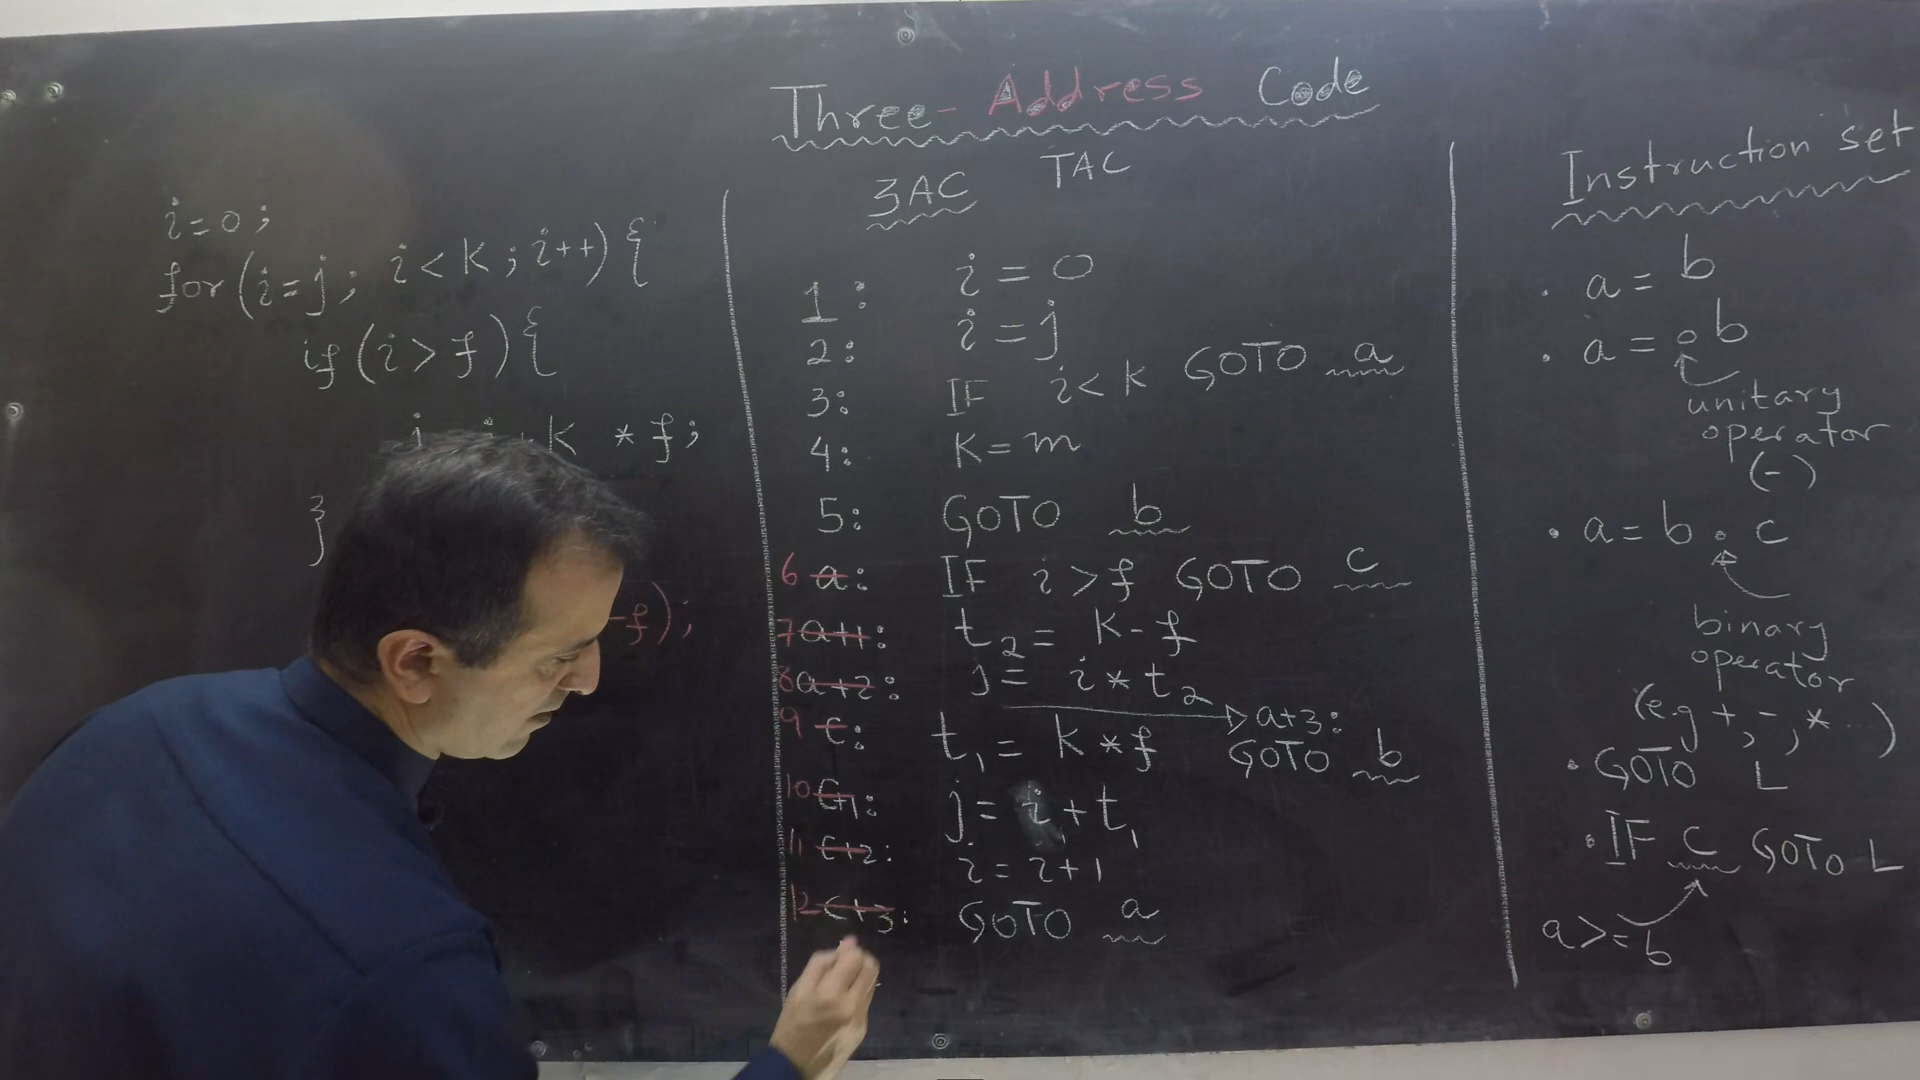 Three-Address Code
3AC TAC
i=0;
for(i=j; i<k; i++){
if(i>f){
* f;
}
-f);
1: i=0
2: i=j
3: IF i<k GOTO a
4: k=m
5: GOTO b
6 a: IF i>f GOTO c
7 a+1: t2= k-f
8 a+2: j= i*t2
a+3:
GOTO b
9 c: t1= k*f
10 c+1: j= i+t1
11 c+2: i=i+1
12 c+3: GOTO a
Instruction set
• a=b
• a=∘b
unitary
operator
(-)
• a=b∘c
binary
operator
(e.g +,-,* ...)
• GOTO L
• IF c GOTO L
a>=b